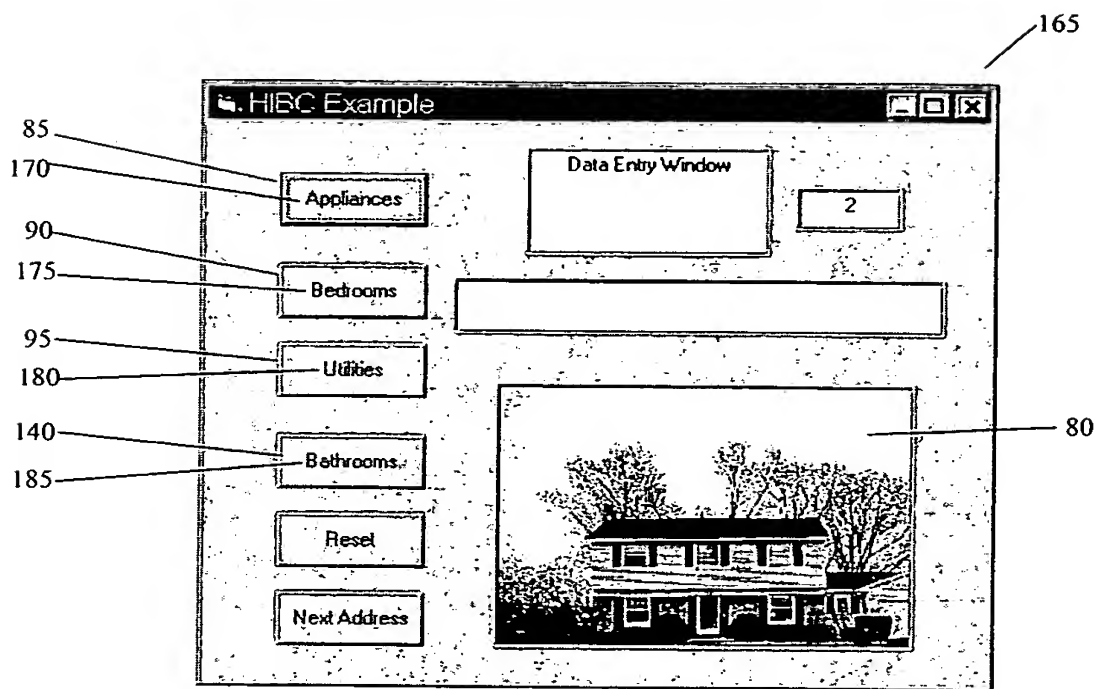 165
HIBC Example
85
170
Appliances
Data Entry Window
2
90
175
Bedrooms
95
180
Utilities
140
185
Bathrooms
80
Reset
Next Address